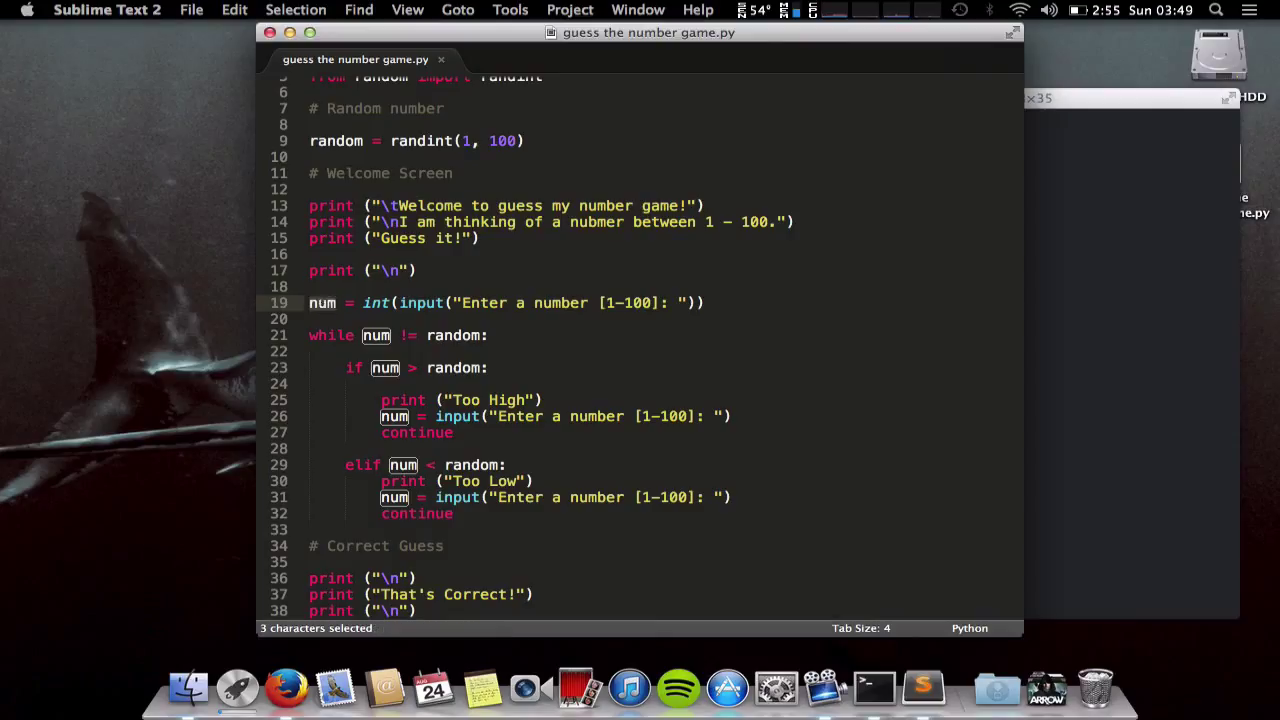 Sublime Text 2 File Edit Selection Find View Goto Tools Project Window Help SEN 54° MEM CPU 2:55 Sun 03:49
guess the number game.py
guess the number game.py ×
5 from random import randint
6
7 # Random number
8
9 random = randint(1, 100)
10
11 # Welcome Screen
12
13 print ("\tWelcome to guess my number game!")
14 print ("\nI am thinking of a nubmer between 1 - 100.")
15 print ("Guess it!")
16
17 print ("\n")
18
19 num = int(input("Enter a number [1-100]: "))
20
21 while num != random:
22
23 if num > random:
24
25 print ("Too High")
26 num = input("Enter a number [1-100]: ")
27 continue
28
29 elif num < random:
30 print ("Too Low")
31 num = input("Enter a number [1-100]: ")
32 continue
33
34 # Correct Guess
35
36 print ("\n")
37 print ("That's Correct!")
38 print ("\n")
3 characters selected Tab Size: 4 Python
×35
HDD
e.py
AUG
24
ARROW